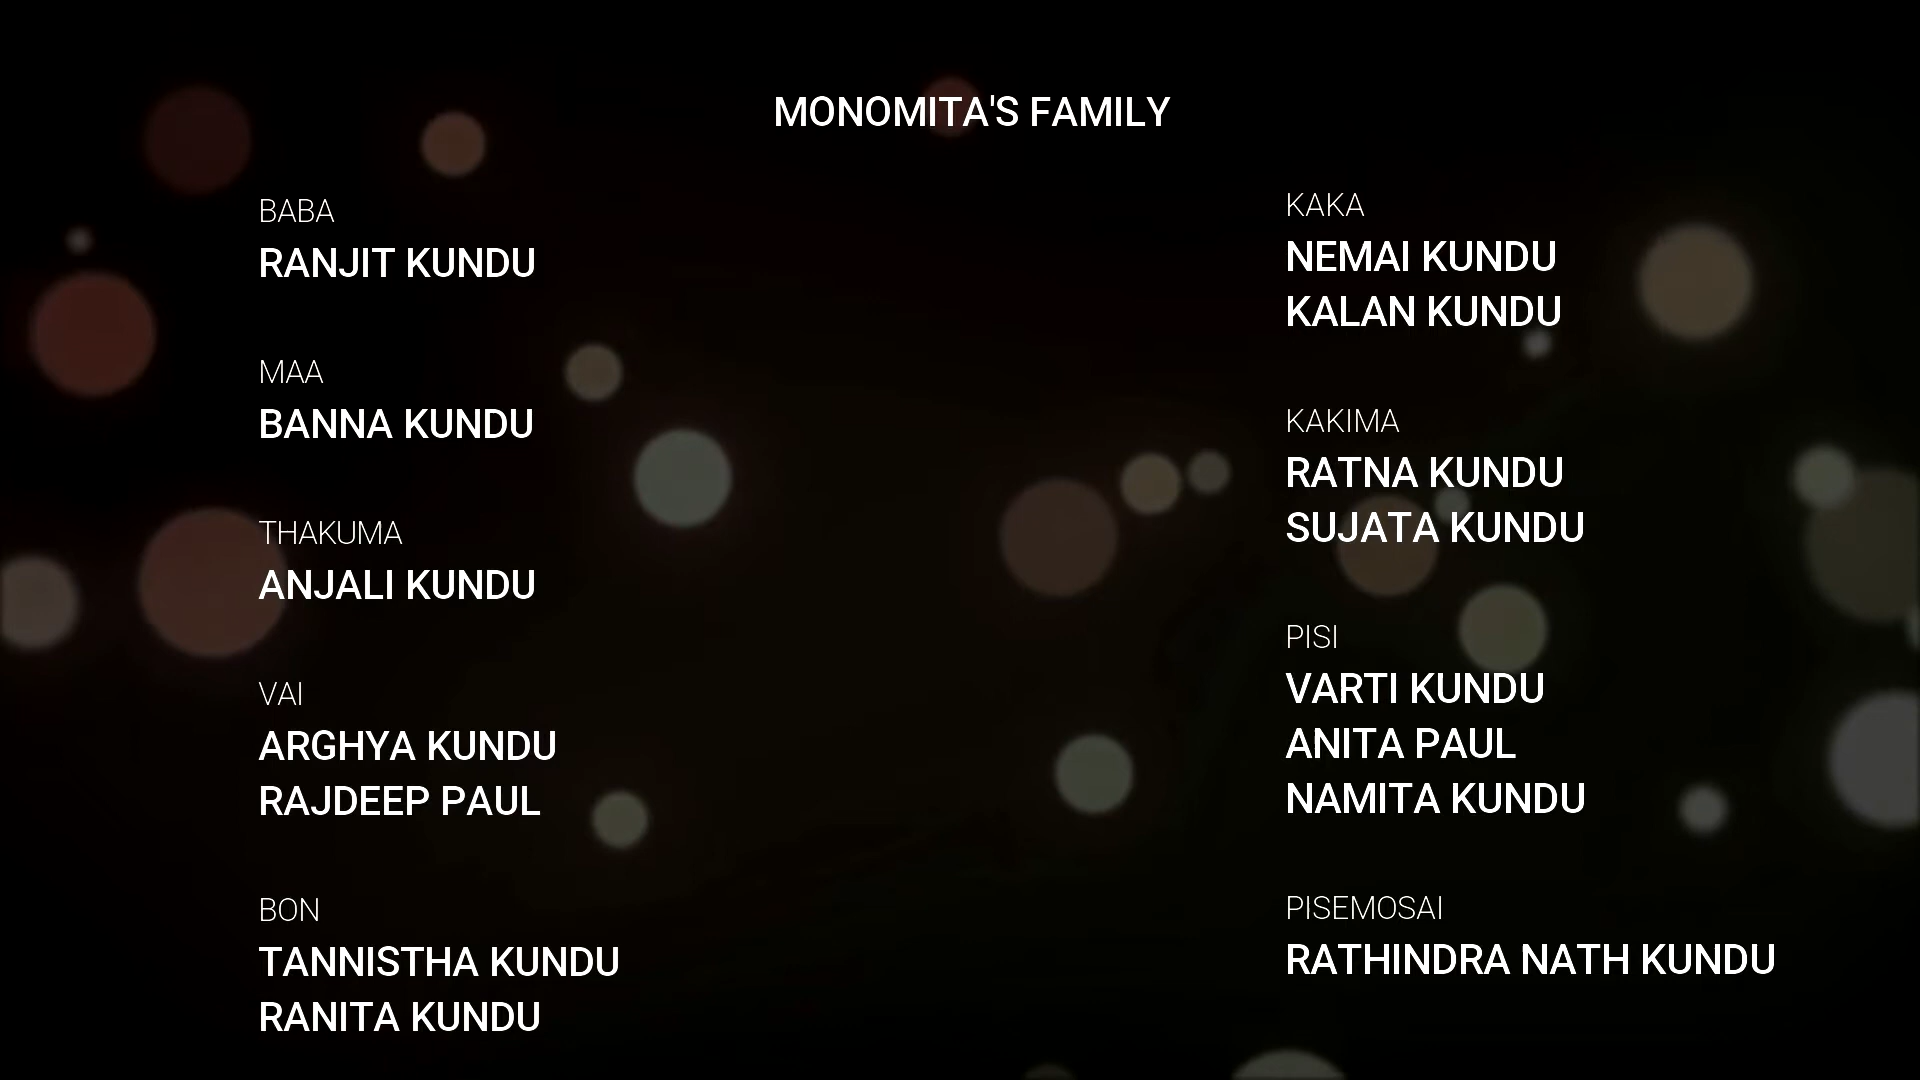 MONOMITA'S FAMILY
BABA
RANJIT KUNDU
MAA
BANNA KUNDU
THAKUMA
ANJALI KUNDU
VAI
ARGHYA KUNDU
RAJDEEP PAUL
BON
TANNISTHA KUNDU
RANITA KUNDU
KAKA
NEMAI KUNDU
KALAN KUNDU
KAKIMA
RATNA KUNDU
SUJATA KUNDU
PISI
VARTI KUNDU
ANITA PAUL
NAMITA KUNDU
PISEMOSAI
RATHINDRA NATH KUNDU